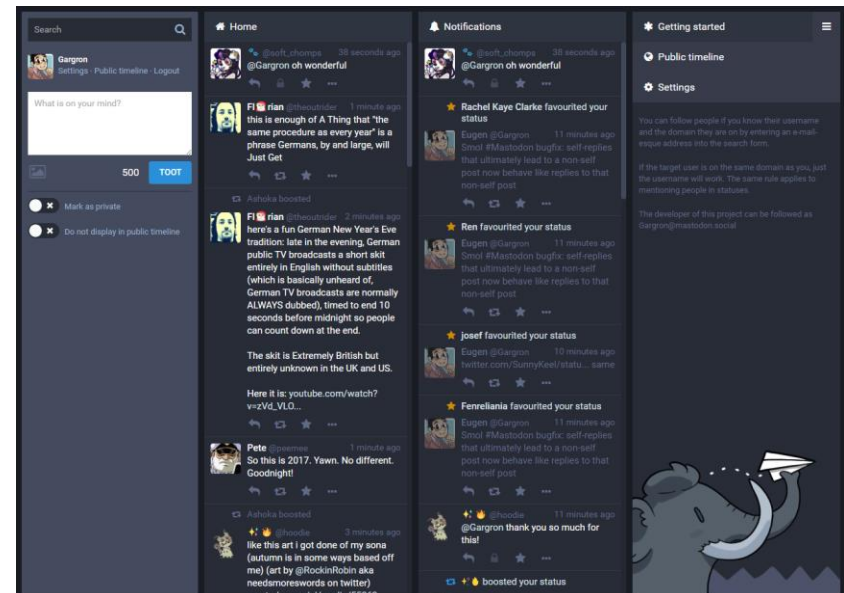 Search
Gargron
Settings · Public timeline · Logout
What is on your mind?
500
TOOT
Mark as private
Do not display in public timeline
Home
@soft_chomps 38 seconds ago
@Gargron oh wonderful
Fl🎅rian @theoutrider 1 minute ago
this is enough of A Thing that "the
same procedure as every year" is a
phrase Germans, by and large, will
Just Get
Ashoka boosted
Fl🎅rian @theoutrider 2 minutes ago
here's a fun German New Year's Eve
tradition: late in the evening, German
public TV broadcasts a short skit
entirely in English without subtitles
(which is basically unheard of,
German TV broadcasts are normally
ALWAYS dubbed), timed to end 10
seconds before midnight so people
can count down at the end.
The skit is Extremely British but
entirely unknown in the UK and US.
Here it is: youtube.com/watch?
v=zVd_VLO...
Pete @peemee 1 minute ago
So this is 2017. Yawn. No different.
Goodnight!
Ashoka boosted
@hoodie 3 minutes ago
like this art i got done of my sona
(autumn is in some ways based off
me) (art by @RockinRobin aka
needsmoreswords on twitter)
Notifications
@soft_chomps 38 seconds ago
@Gargron oh wonderful
Rachel Kaye Clarke favourited your
status
Eugen @Gargron 11 minutes ago
Smol #Mastodon bugfix: self-replies
that ultimately lead to a non-self
post now behave like replies to that
non-self post
Ren favourited your status
Eugen @Gargron 11 minutes ago
Smol #Mastodon bugfix: self-replies
that ultimately lead to a non-self
post now behave like replies to that
non-self post
josef favourited your status
Eugen @Gargron 10 minutes ago
twitter.com/SunnyKeel/statu... same
Fenreliania favourited your status
Eugen @Gargron 11 minutes ago
Smol #Mastodon bugfix: self-replies
that ultimately lead to a non-self
post now behave like replies to that
non-self post
@hoodie 11 minutes ago
@Gargron thank you so much for
this!
boosted your status
Getting started
Public timeline
Settings
You can follow people if you know their username
and the domain they are on by entering an e-mail-
esque address into the search form.
If the target user is on the same domain as you, just
the username will work. The same rule applies to
mentioning people in statuses.
The developer of this project can be followed as
Gargron@mastodon.social